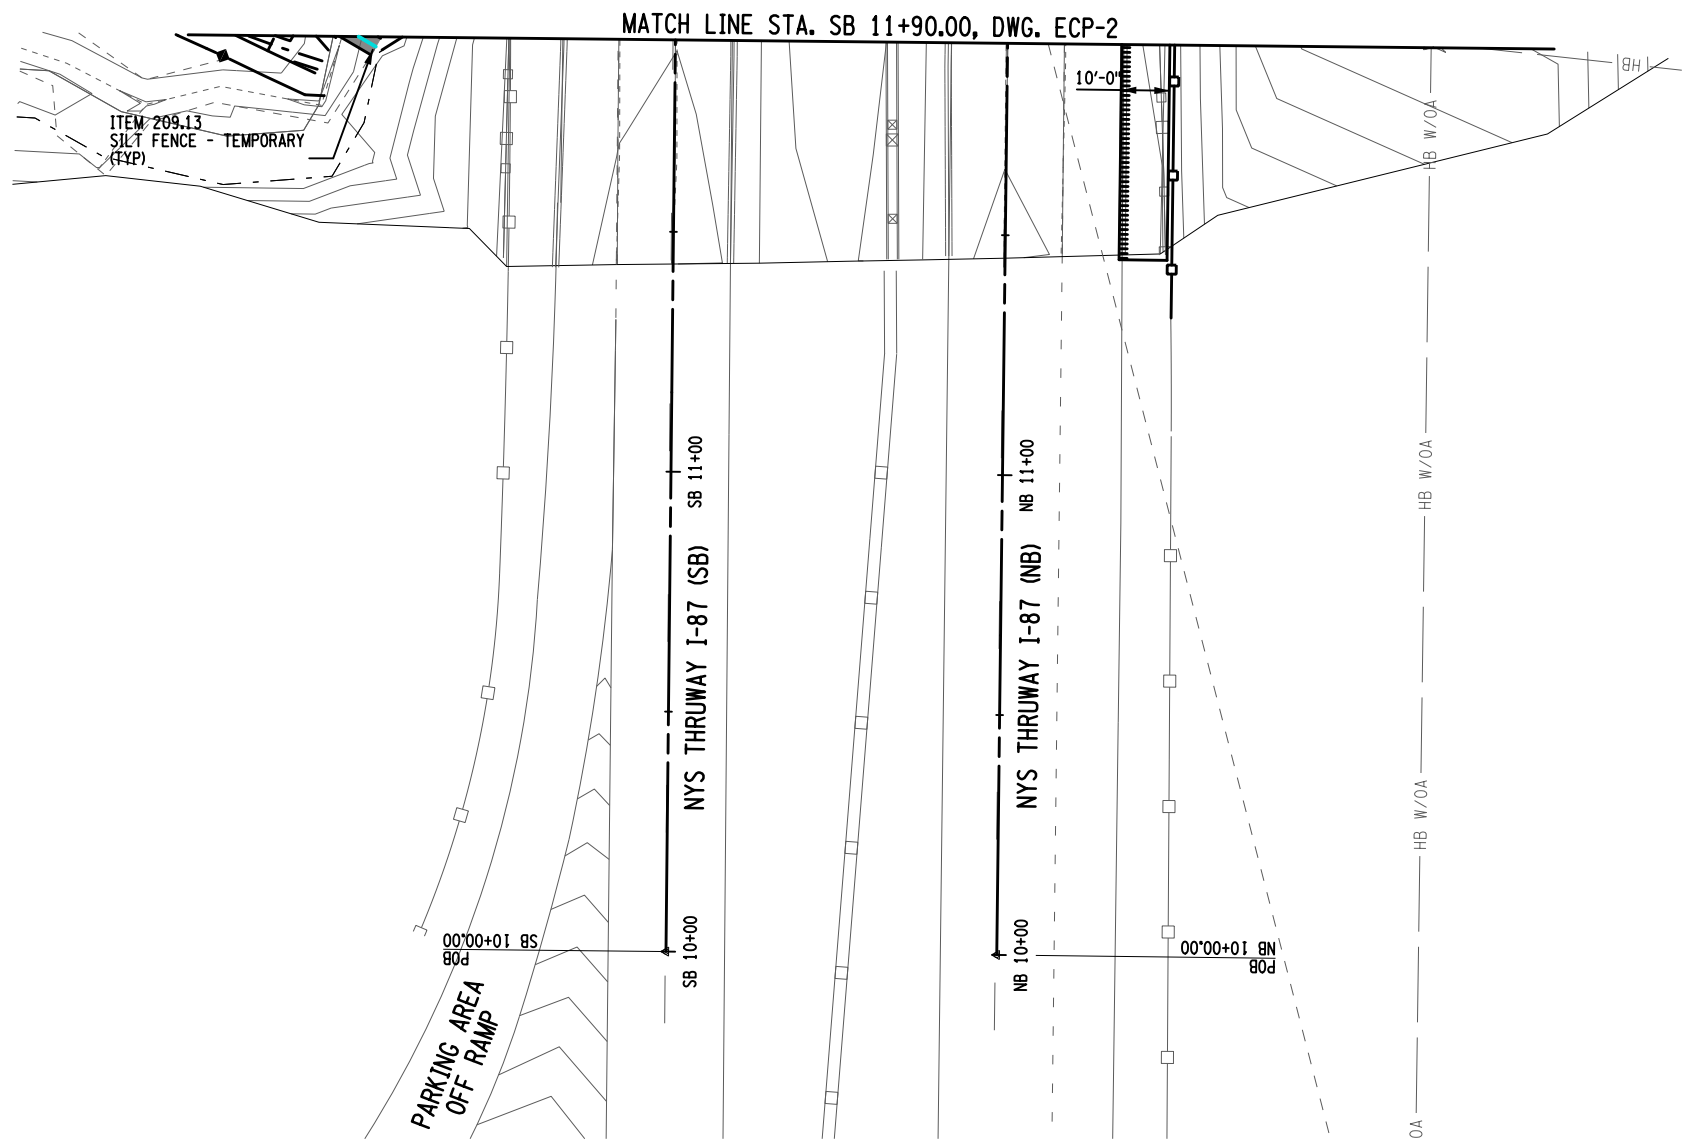 MATCH LINE STA. SB 11+90.00, DWG. ECP-2
HB
10'-0"
ITEM 209.13
SILT FENCE - TEMPORARY
(TYP)
HB W/OA
SB 11+00
NB 11+00
HB W/OA
NYS THRUWAY I-87 (SB)
NYS THRUWAY I-87 (NB)
HB W/OA
POB
SB 10+00.00
SB 10+00
NB 10+00
POB
NB 10+00.00
PARKING AREA
OFF RAMP
OA